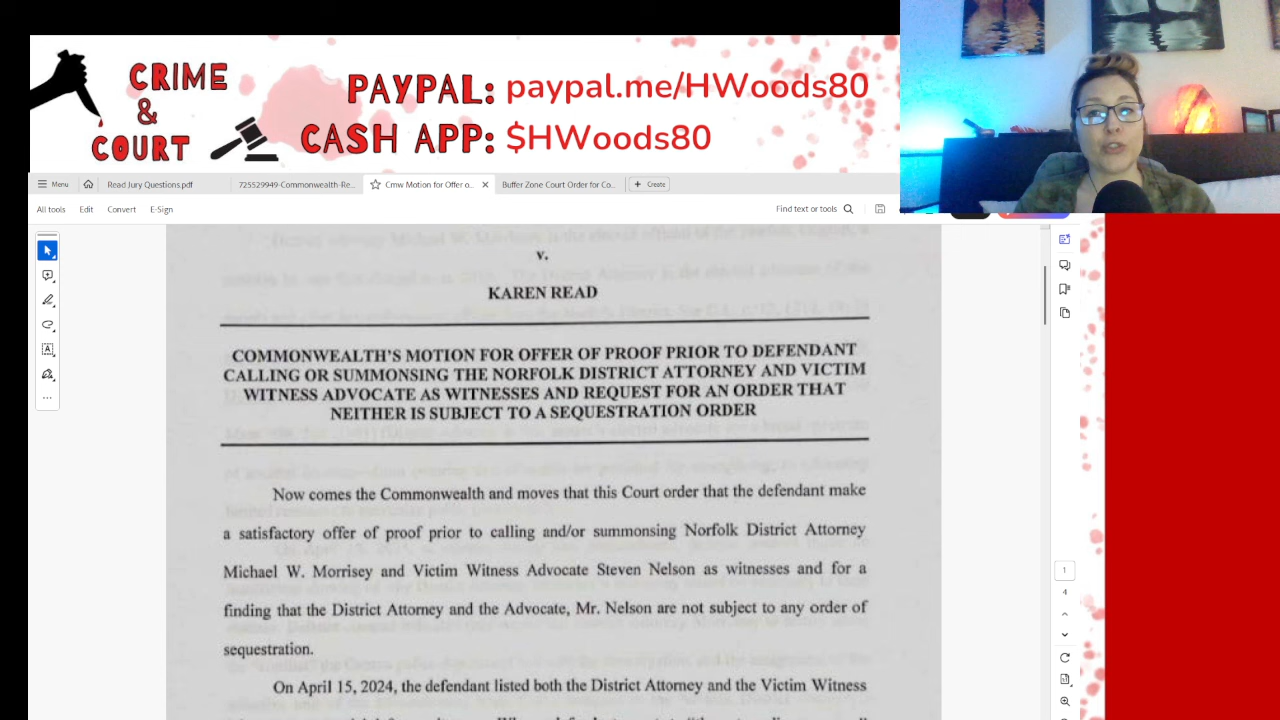 CRIME
&
COURT
PAYPAL: paypal.me/HWoods80
CASH APP: $HWoods80
Menu
Read Jury Questions.pdf
725529949-Commonwealth-Re...
Cmw Motion for Offer o...
Buffer Zone Court Order for Co...
Create
All tools
Edit
Convert
E-Sign
Find text or tools
v.
KAREN READ
COMMONWEALTH'S MOTION FOR OFFER OF PROOF PRIOR TO DEFENDANT
CALLING OR SUMMONSING THE NORFOLK DISTRICT ATTORNEY AND VICTIM
WITNESS ADVOCATE AS WITNESSES AND REQUEST FOR AN ORDER THAT
NEITHER IS SUBJECT TO A SEQUESTRATION ORDER
Now comes the Commonwealth and moves that this Court order that the defendant make
a satisfactory offer of proof prior to calling and/or summonsing Norfolk District Attorney
Michael W. Morrisey and Victim Witness Advocate Steven Nelson as witnesses and for a
finding that the District Attorney and the Advocate, Mr. Nelson are not subject to any order of
sequestration.
On April 15, 2024, the defendant listed both the District Attorney and the Victim Witness
1
4